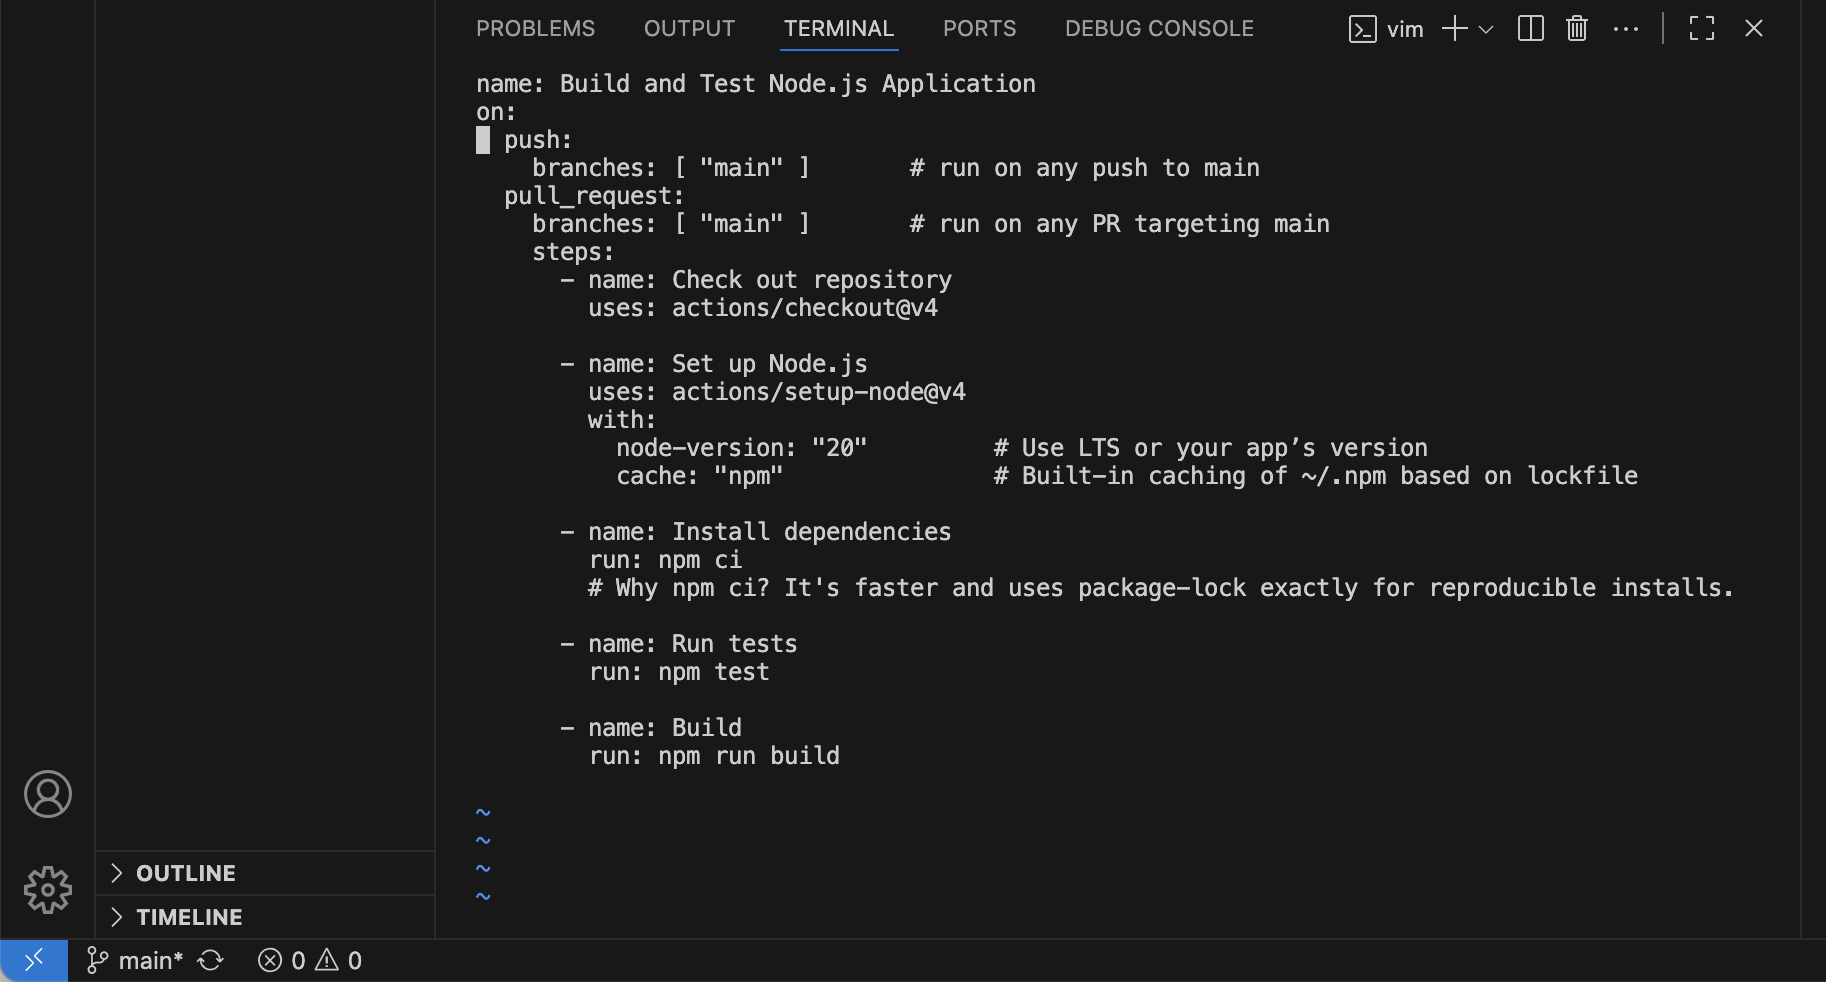 PROBLEMS OUTPUT TERMINAL PORTS DEBUG CONSOLE vim
name: Build and Test Node.js Application
on:
  push:
    branches: [ "main" ]       # run on any push to main
  pull_request:
    branches: [ "main" ]       # run on any PR targeting main
    steps:
      - name: Check out repository
        uses: actions/checkout@v4

      - name: Set up Node.js
        uses: actions/setup-node@v4
        with:
          node-version: "20"         # Use LTS or your app’s version
          cache: "npm"               # Built-in caching of ~/.npm based on lockfile

      - name: Install dependencies
        run: npm ci
        # Why npm ci? It's faster and uses package-lock exactly for reproducible installs.

      - name: Run tests
        run: npm test

      - name: Build
        run: npm run build

~
~
~
~
OUTLINE
TIMELINE
main* 0 0